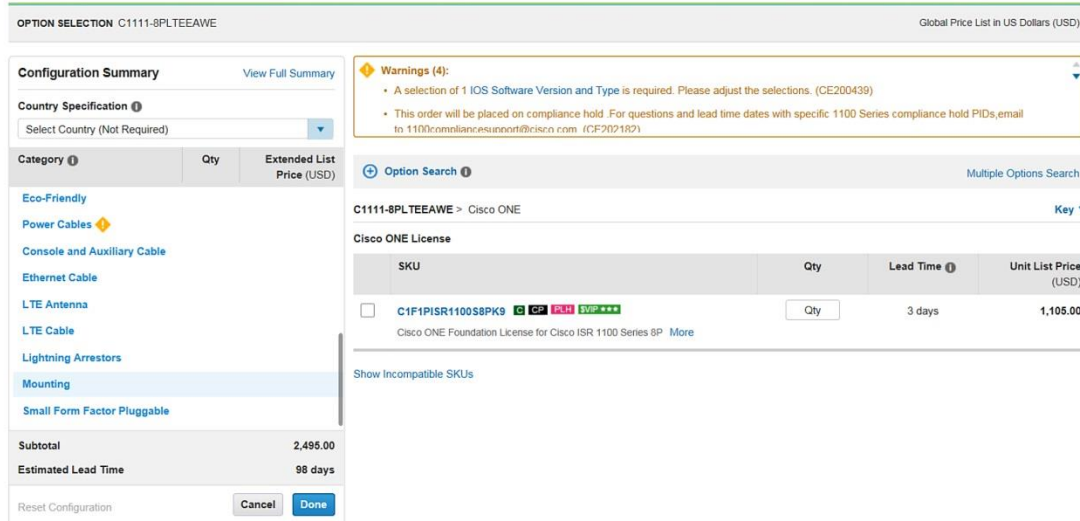 OPTION SELECTION C1111-8PLTEEAWE
Global Price List in US Dollars (USD)
Configuration Summary
View Full Summary
Country Specification
Select Country (Not Required)
Category
Qty
Extended List
Price (USD)
Eco-Friendly
Power Cables
Console and Auxiliary Cable
Ethernet Cable
LTE Antenna
LTE Cable
Lightning Arrestors
Mounting
Small Form Factor Pluggable
Subtotal 2,495.00
Estimated Lead Time 98 days
Reset Configuration
Cancel
Done
Warnings (4):
A selection of 1 IOS Software Version and Type is required. Please adjust the selections. (CE200439)
This order will be placed on compliance hold .For questions and lead time dates with specific 1100 Series compliance hold PIDs,email
to 1100compliancesupport@cisco.com. (CE202182)
Option Search
Multiple Options Search
C1111-8PLTEEAWE > Cisco ONE
Key
Cisco ONE License
SKU
Qty
Lead Time
Unit List Price
(USD)
C1F1PISR1100S8PK9 C CP PLH $VIP ***
Qty
3 days
1,105.00
Cisco ONE Foundation License for Cisco ISR 1100 Series 8P More
Show Incompatible SKUs